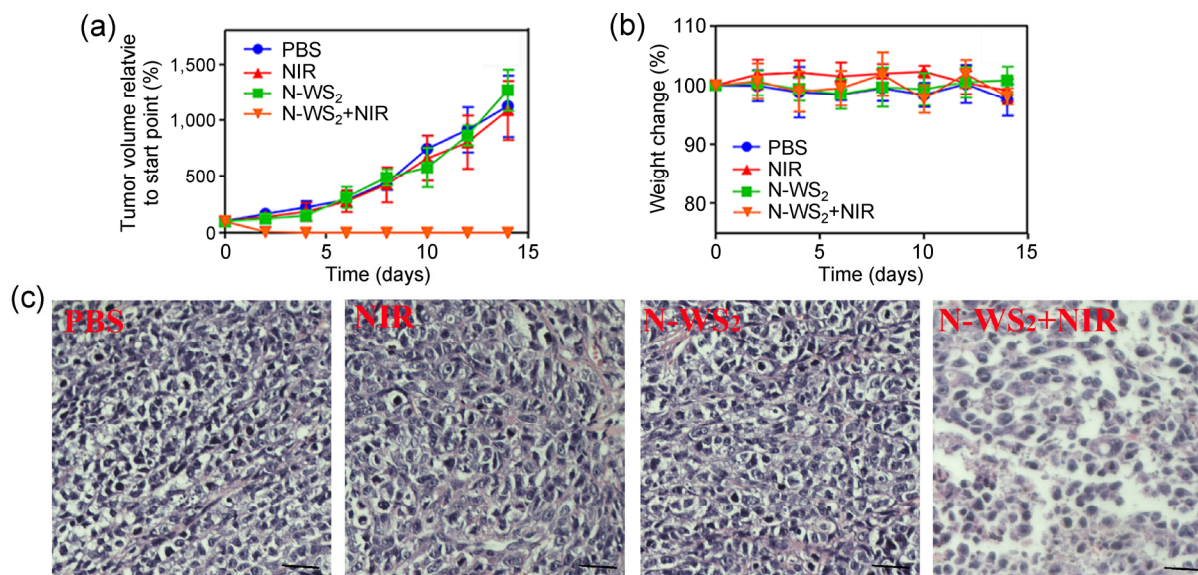 (a)
PBS
NIR
N-WS₂
N-WS₂+NIR
1,500
1,000
500
0
Tumor volume relatvie
to start point (%)
0 5 10 15
Time (days)
(b)
110
100
90
80
Weight change (%)
PBS
NIR
N-WS₂
N-WS₂+NIR
0 5 10 15
Time (days)
(c)
PBS
NIR
N-WS₂
N-WS₂+NIR